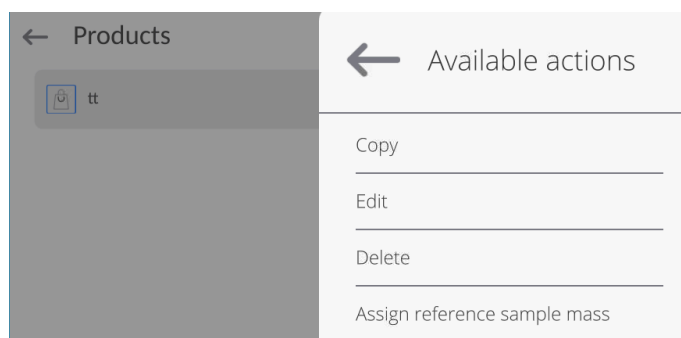 Products
tt
Available actions
Copy
Edit
Delete
Assign reference sample mass